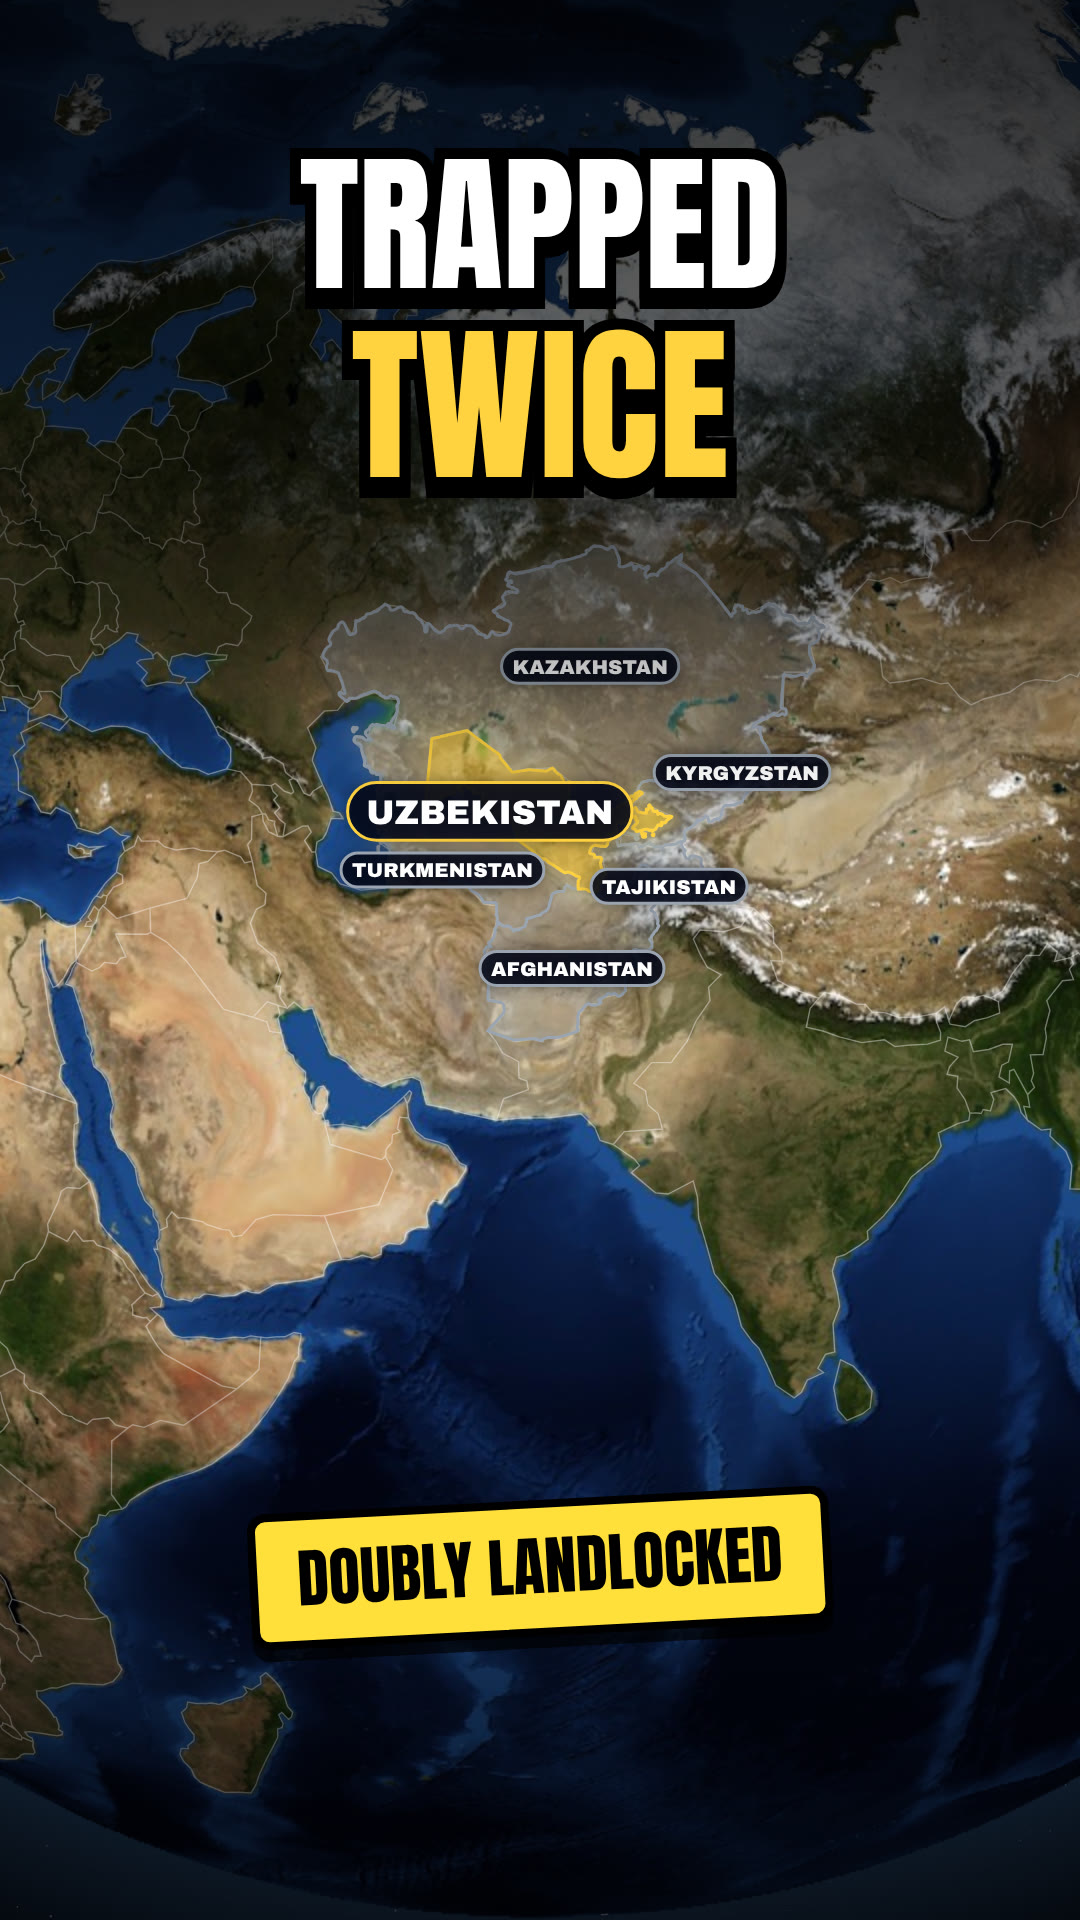 TRAPPED
TWICE
KAZAKHSTAN
KYRGYZSTAN
UZBEKISTAN
TURKMENISTAN
TAJIKISTAN
AFGHANISTAN
DOUBLY LANDLOCKED